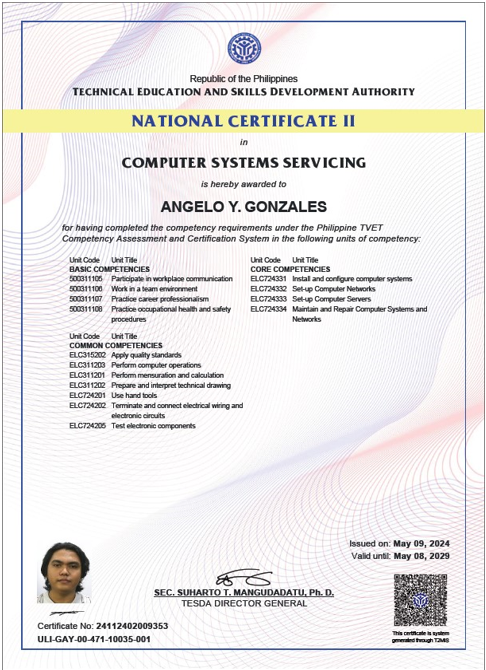 Republic of the Philippines
TECHNICAL EDUCATION AND SKILLS DEVELOPMENT AUTHORITY
NATIONAL CERTIFICATE II
in
COMPUTER SYSTEMS SERVICING
is hereby awarded to
ANGELO Y. GONZALES
for having completed the competency requirements under the Philippine TVET
Competency Assessment and Certification System in the following units of competency:
Unit Code Unit Title
BASIC COMPETENCIES
500311105 Participate in workplace communication
500311106 Work in a team environment
500311107 Practice career professionalism
500311108 Practice occupational health and safety
procedures
Unit Code Unit Title
CORE COMPETENCIES
ELC724331 Install and configure computer systems
ELC724332 Set-up Computer Networks
ELC724333 Set-up Computer Servers
ELC724334 Maintain and Repair Computer Systems and
Networks
Unit Code Unit Title
COMMON COMPETENCIES
ELC315202 Apply quality standards
ELC311203 Perform computer operations
ELC311201 Perform mensuration and calculation
ELC311202 Prepare and interpret technical drawing
ELC724201 Use hand tools
ELC724202 Terminate and connect electrical wiring and
electronic circuits
ELC724205 Test electronic components
Issued on: May 09, 2024
Valid until: May 08, 2029
SEC. SUHARTO T. MANGUDADATU, Ph. D.
TESDA DIRECTOR GENERAL
Certificate No: 24112402009353
ULI-GAY-00-471-10035-001
This certificate is system
generated through T2MIS